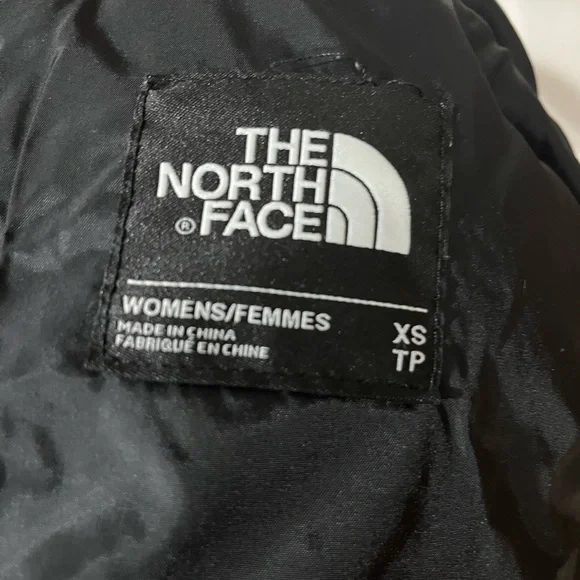 THE
NORTH
® FACE
WOMENS/FEMMES XS
MADE IN CHINA
FABRIQUÉ EN CHINE TP